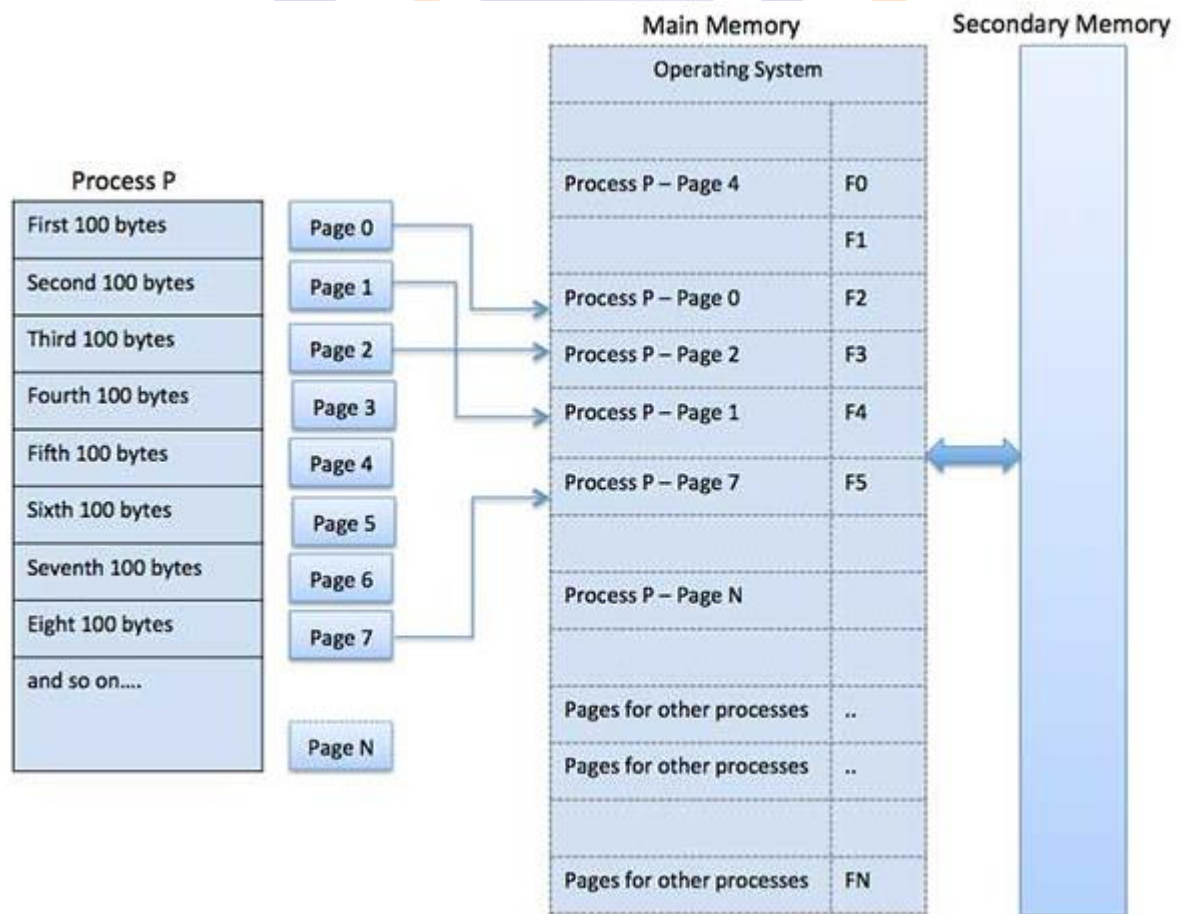 Main Memory
Secondary Memory
Operating System
Process P – Page 4 F0
F1
Process P – Page 0 F2
Process P – Page 2 F3
Process P – Page 1 F4
Process P – Page 7 F5
Process P – Page N
Pages for other processes ..
Pages for other processes ..
Pages for other processes FN
Process P
First 100 bytes
Second 100 bytes
Third 100 bytes
Fourth 100 bytes
Fifth 100 bytes
Sixth 100 bytes
Seventh 100 bytes
Eight 100 bytes
and so on....
Page 0
Page 1
Page 2
Page 3
Page 4
Page 5
Page 6
Page 7
Page N